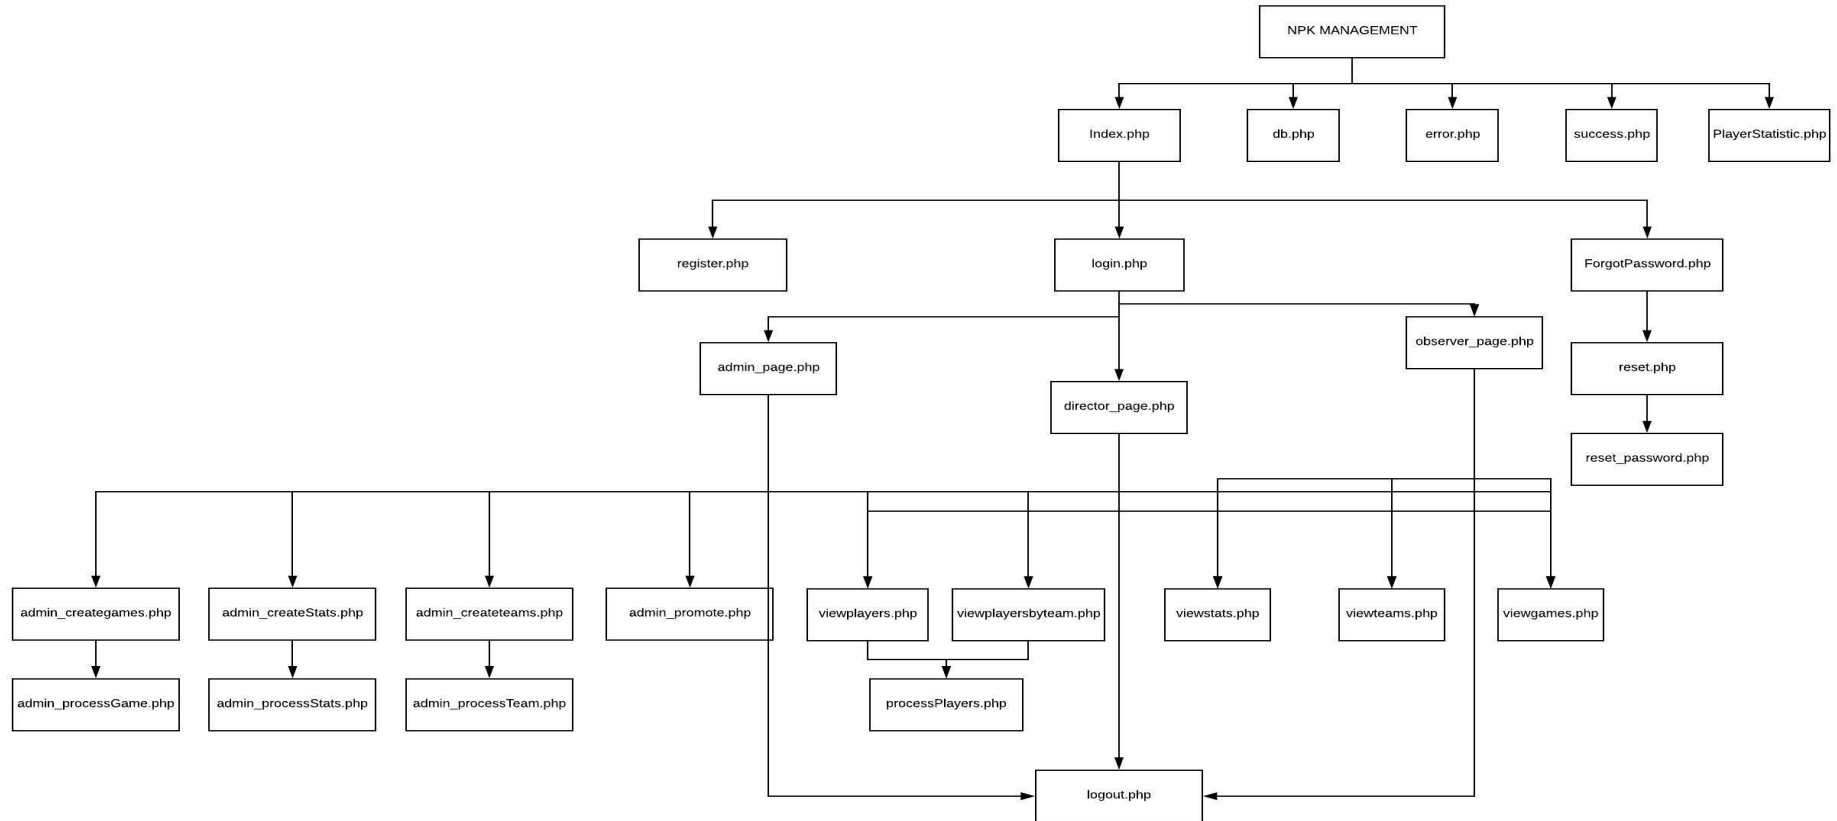 NPK MANAGEMENT
Index.php
db.php
error.php
success.php
PlayerStatistic.php
register.php
login.php
ForgotPassword.php
observer_page.php
admin_page.php
reset.php
director_page.php
reset_password.php
admin_creategames.php
admin_createStats.php
admin_createteams.php
admin_promote.php
viewplayers.php
viewplayersbyteam.php
viewstats.php
viewteams.php
viewgames.php
admin_processGame.php
admin_processStats.php
admin_processTeam.php
processPlayers.php
logout.php